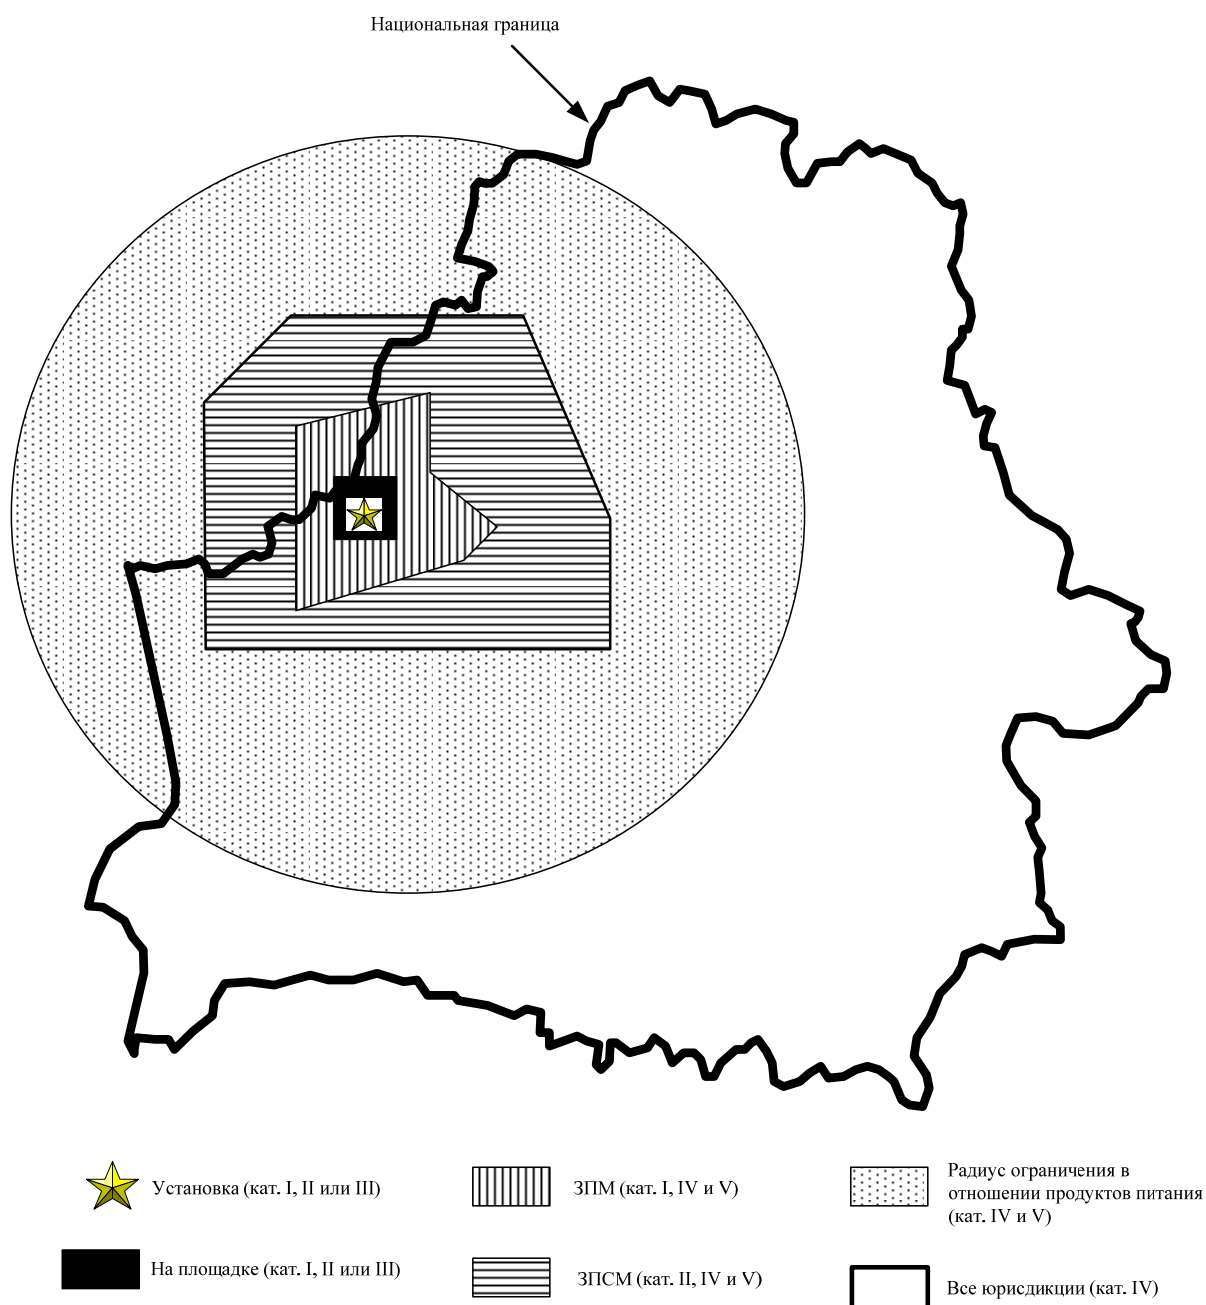 Национальная граница
Установка (кат. I, II или III)
ЗПМ (кат. I, IV и V)
Радиус ограничения в
отношении продуктов питания
(кат. IV и V)
На площадке (кат. I, II или III)
ЗПСМ (кат. II, IV и V)
Все юрисдикции (кат. IV)